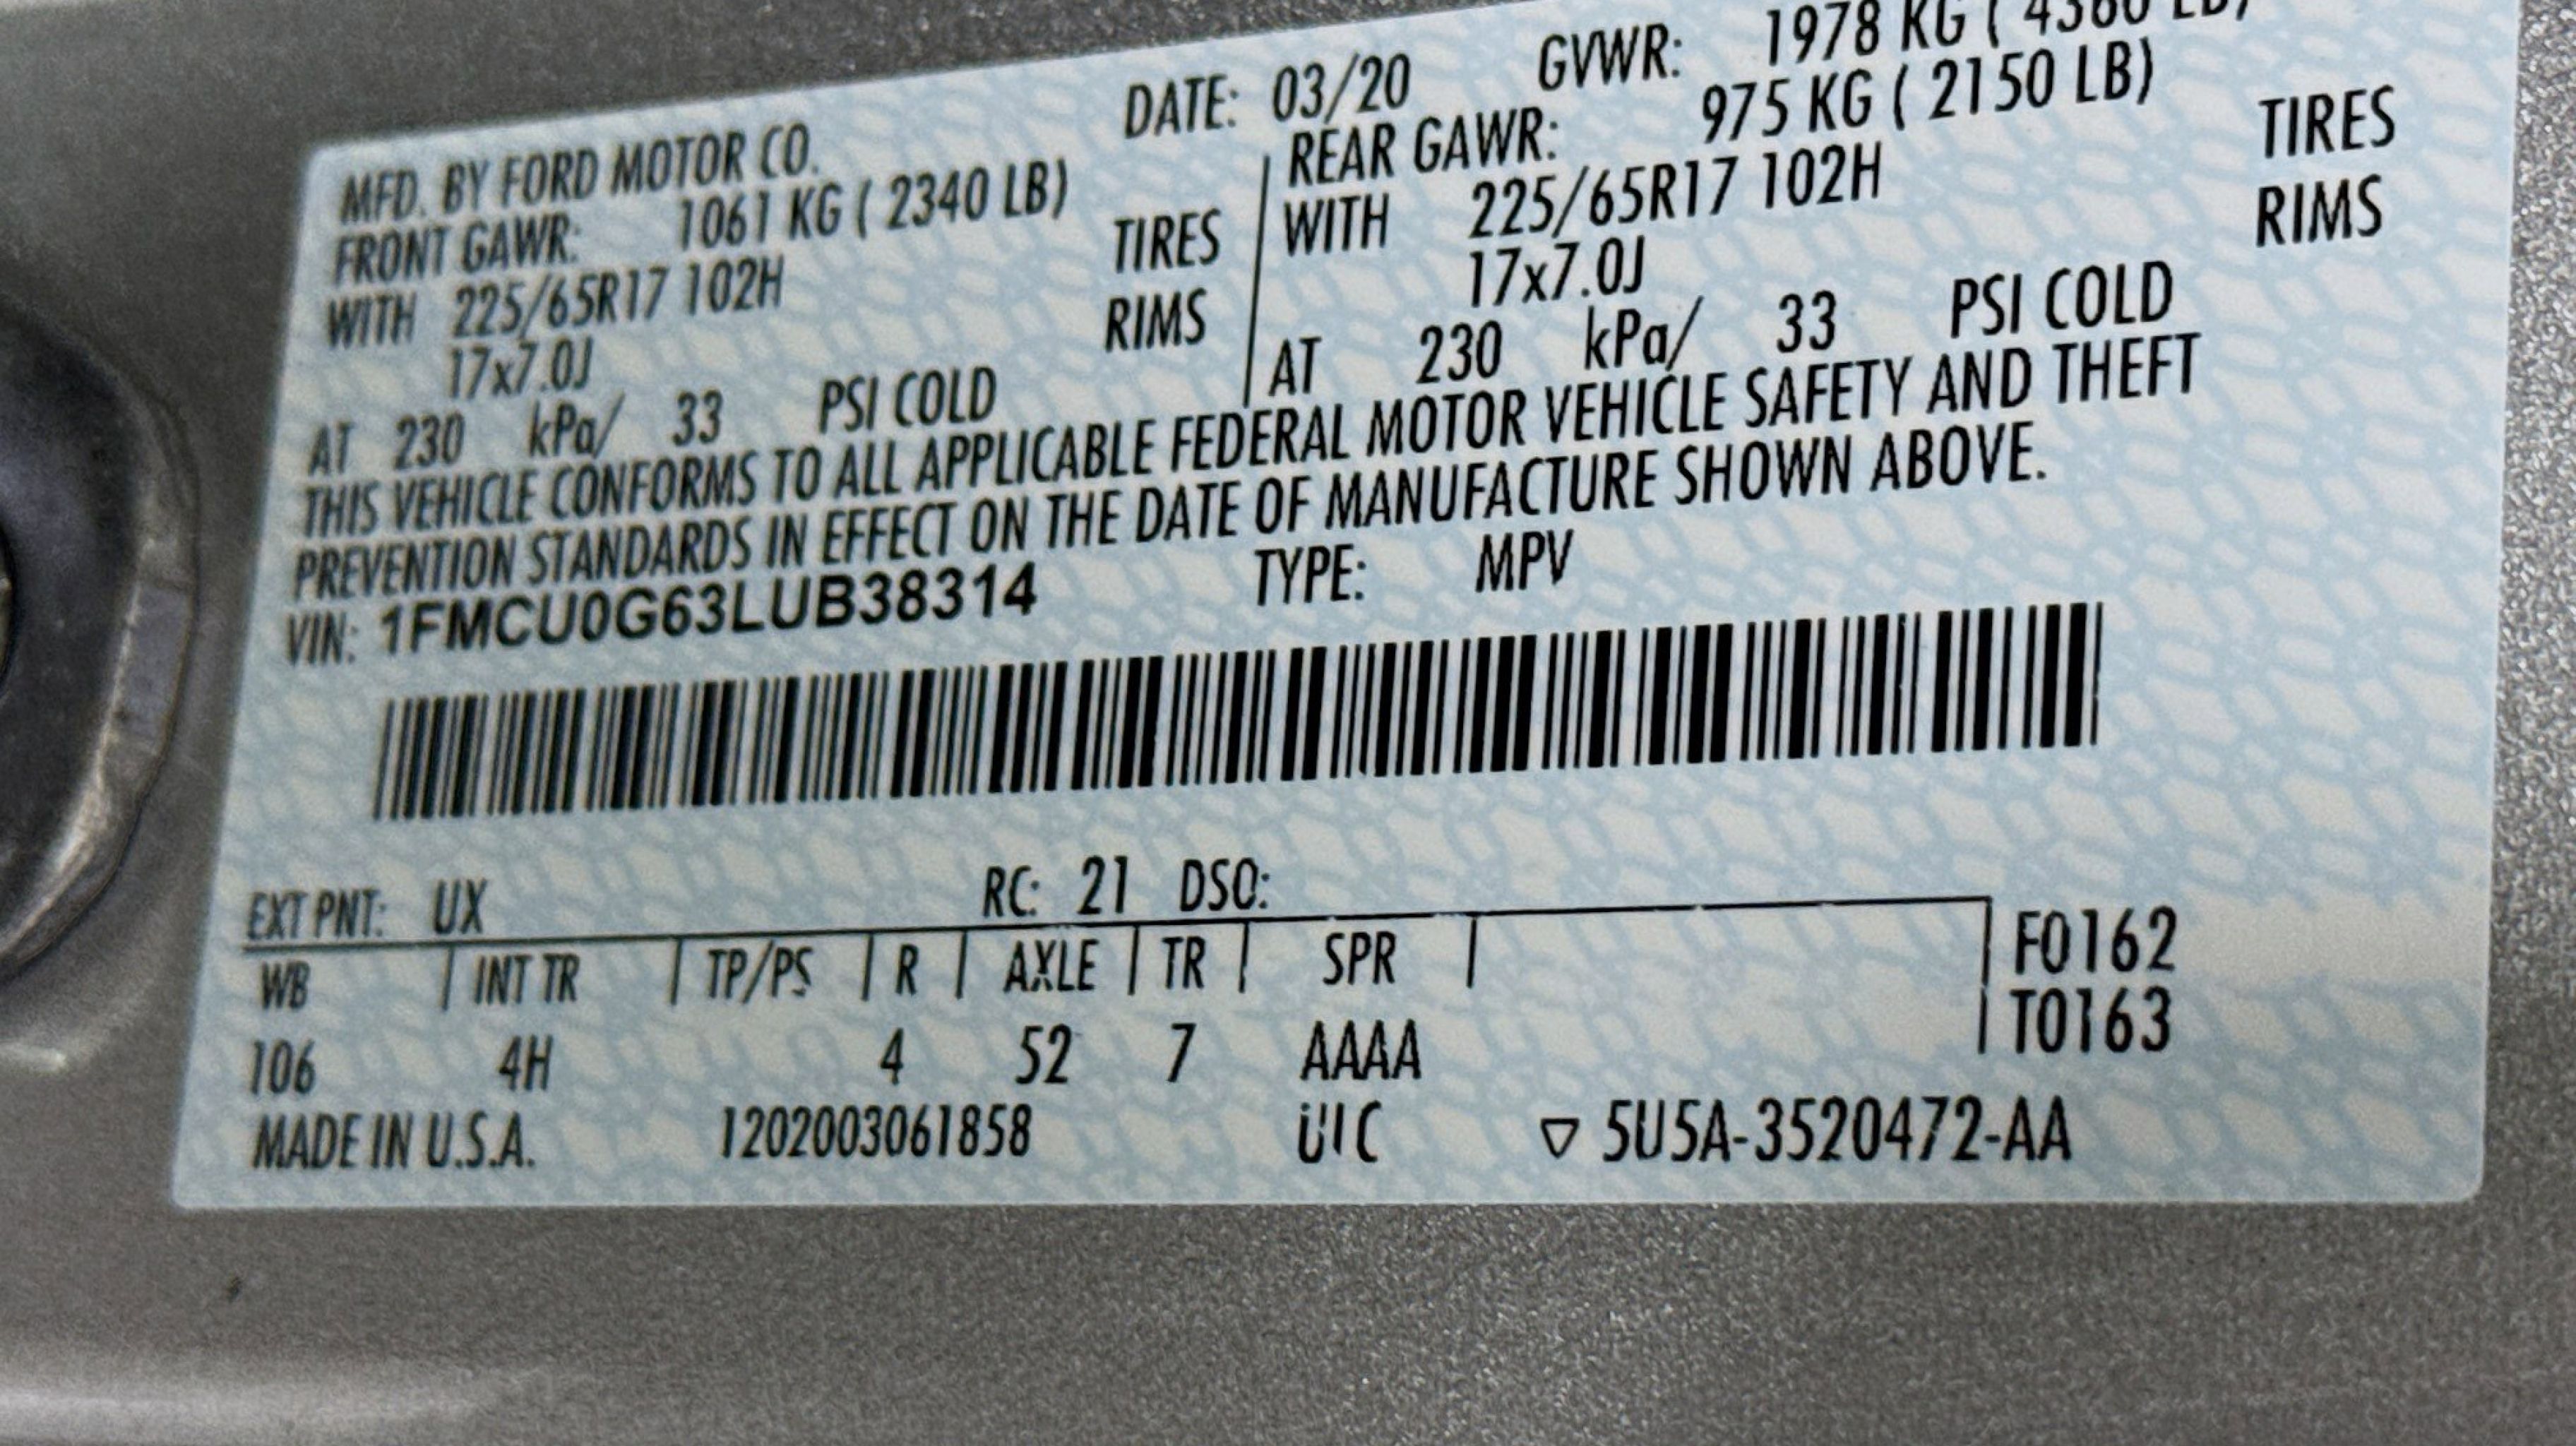 DATE: 03/20 GVWR: 1978 KG ( 4360 LB)
MFD. BY FORD MOTOR CO.
FRONT GAWR: 1061 KG ( 2340 LB)
WITH 225/65R17 102H TIRES
17x7.0J RIMS
AT 230 kPa/ 33 PSI COLD
REAR GAWR: 975 KG ( 2150 LB)
WITH 225/65R17 102H TIRES
17x7.0J RIMS
AT 230 kPa/ 33 PSI COLD
THIS VEHICLE CONFORMS TO ALL APPLICABLE FEDERAL MOTOR VEHICLE SAFETY AND THEFT
PREVENTION STANDARDS IN EFFECT ON THE DATE OF MANUFACTURE SHOWN ABOVE.
VIN: 1FMCU0G63LUB38314 TYPE: MPV
EXT PNT: UX RC: 21 DSO:
WB | INT TR | TP/PS | R | AXLE | TR | SPR | F0162
106 4H 4 52 7 AAAA T0163
MADE IN U.S.A. 1202003061858 ▽ 5U5A-3520472-AA